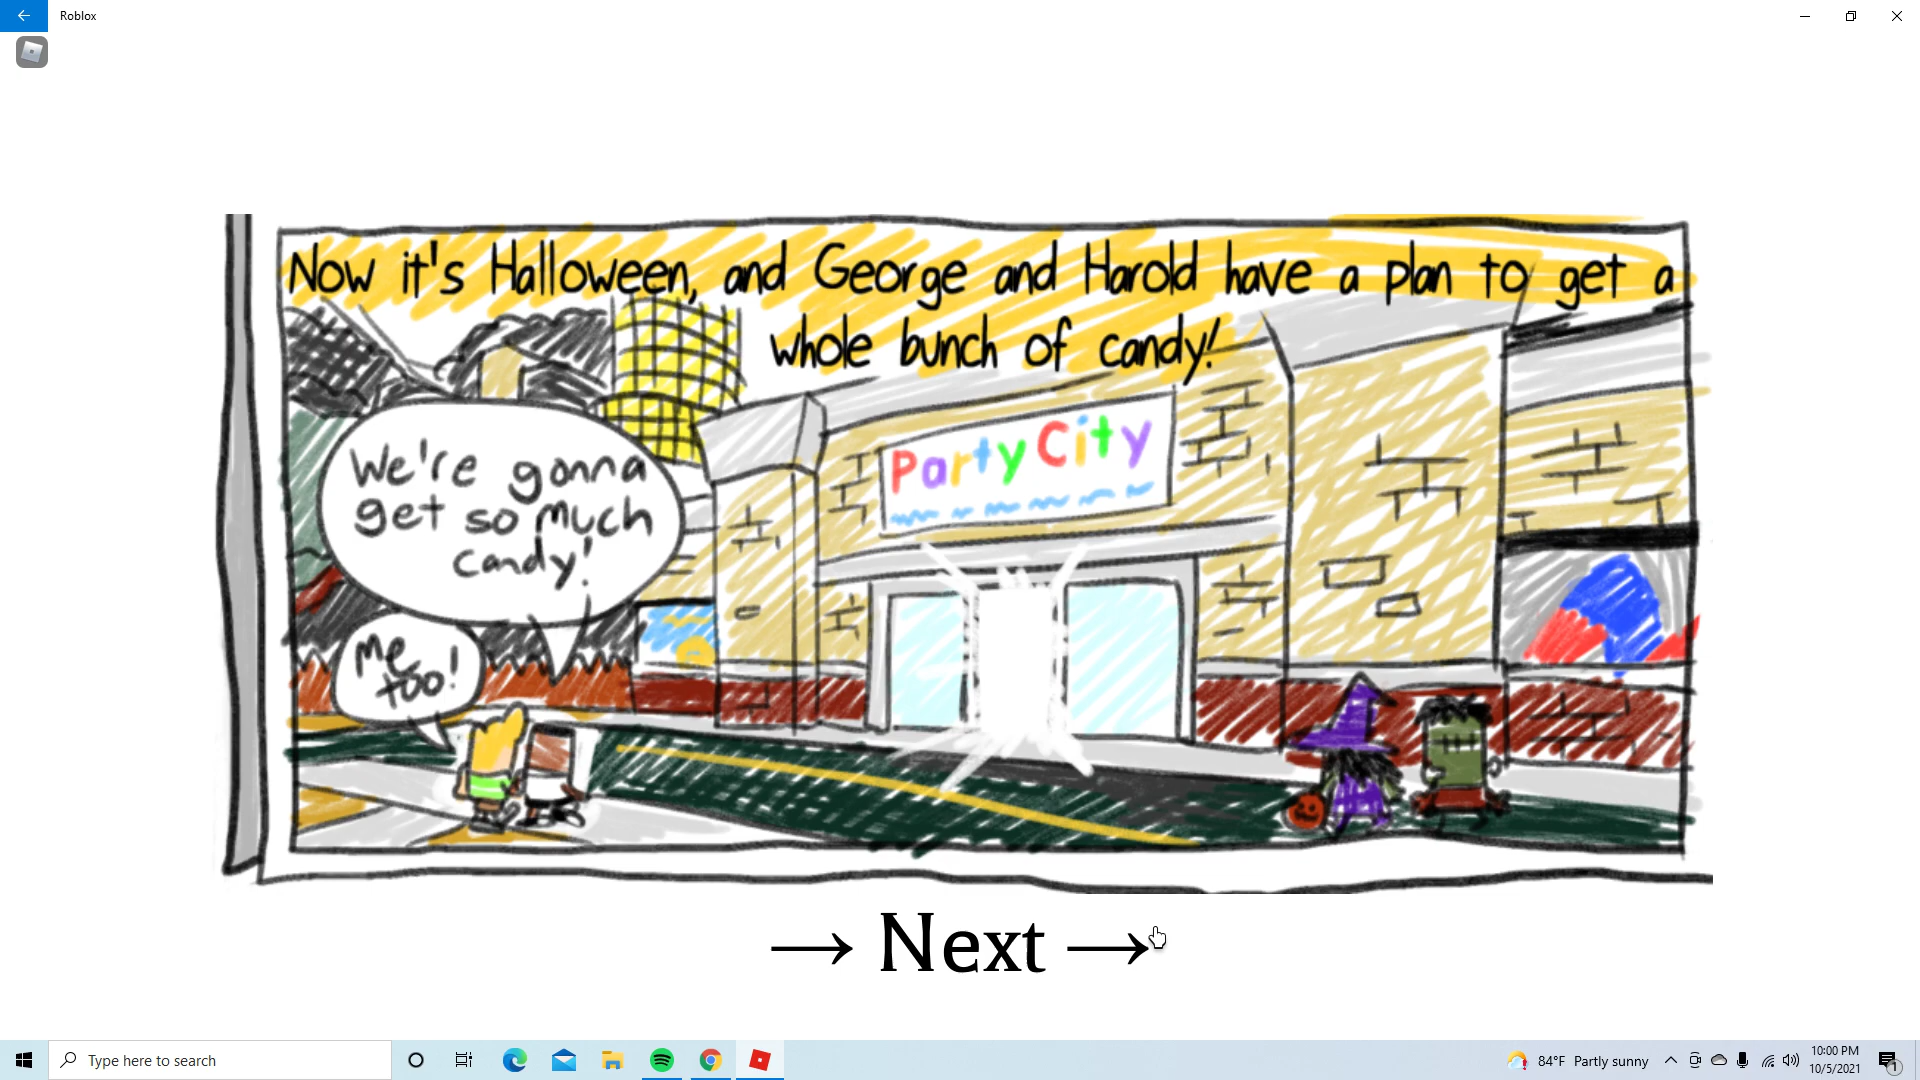 Roblox
Now it's Halloween, and George and Harold have a plan to get a
whole bunch of candy!
We're gonna
get so much
candy!
Party City
Me
too!
→ Next →
Type here to search
84°F Partly sunny
10:00 PM
10/5/2021
1